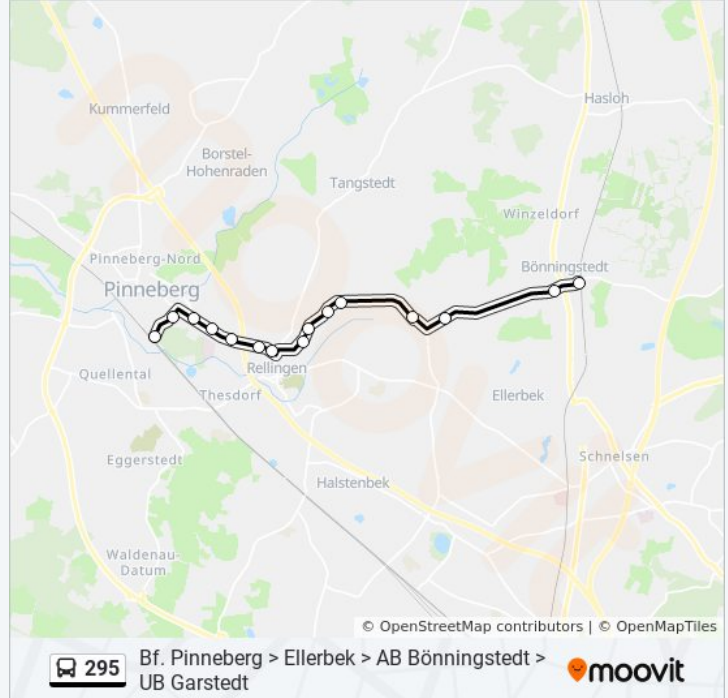 Hasloh
Kummerfeld
Borstel-
Hohenraden
Tangstedt
Winzeldorf
Pinneberg-Nord
Bönningstedt
Pinneberg
Rellingen
Quellental
Thesdorf
Ellerbek
Eggerstedt
Schnelsen
Halstenbek
Waldenau-
Datum
© OpenStreetMap contributors | © OpenMapTiles
295
Bf. Pinneberg > Ellerbek > AB Bönningstedt >
UB Garstedt
moovit